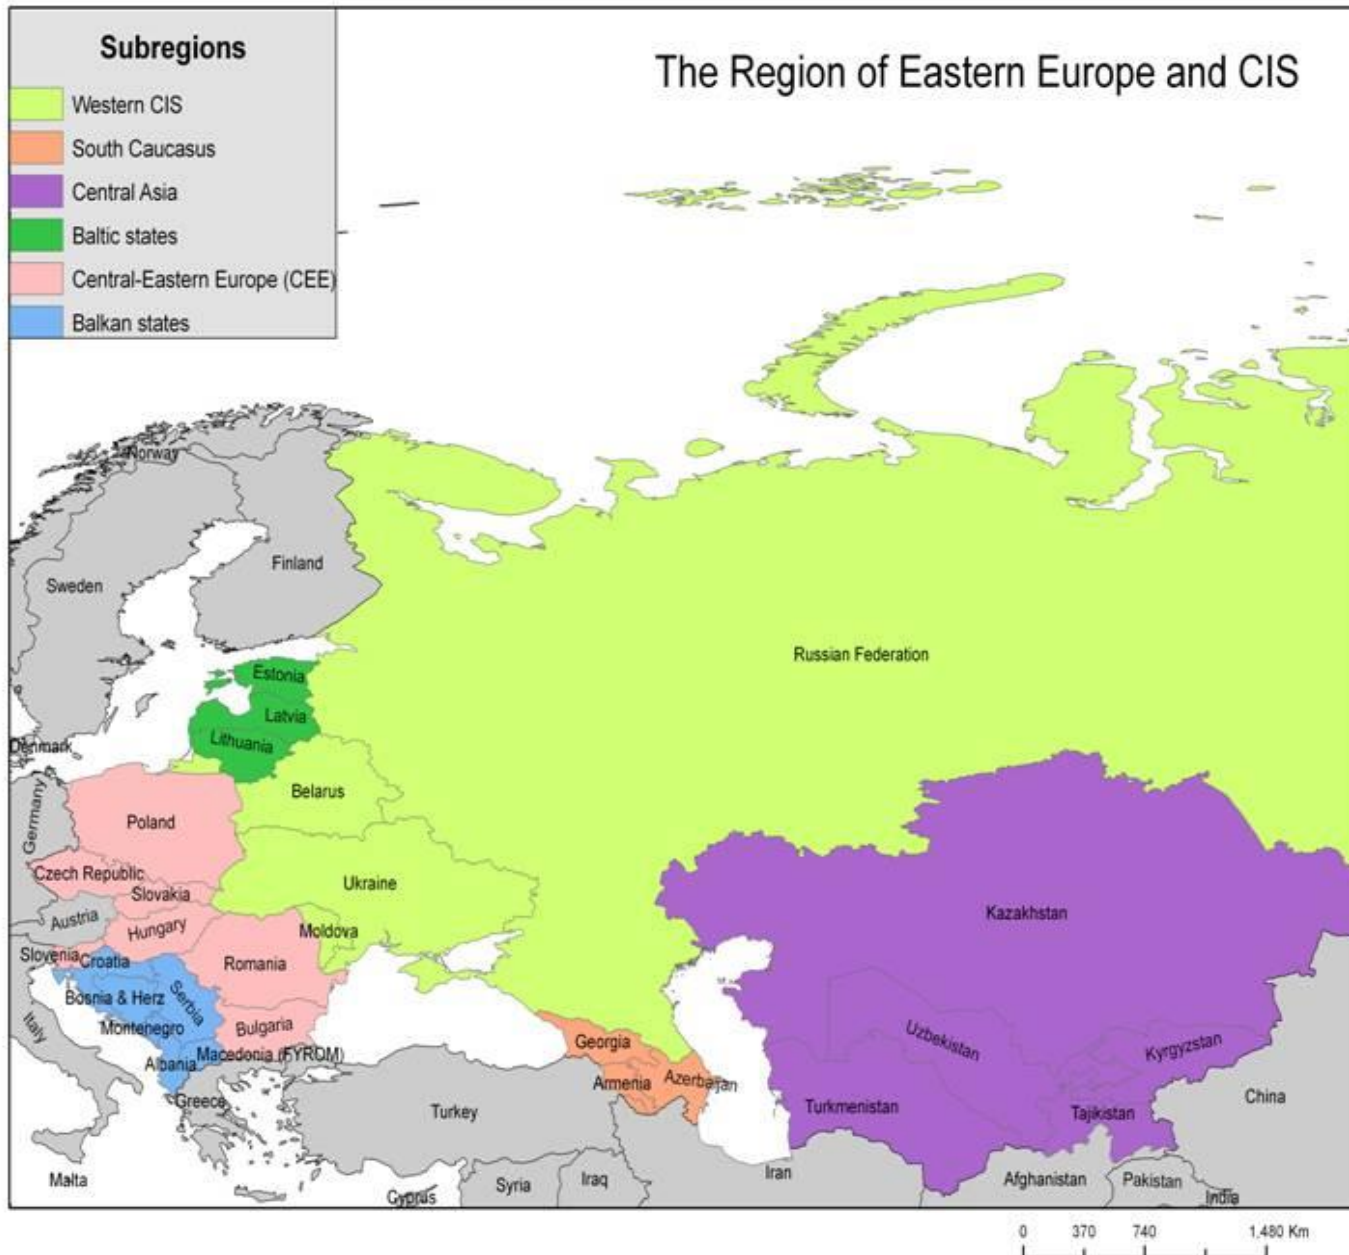 Subregions
The Region of Eastern Europe and CIS
Western CIS
South Caucasus
Central Asia
Baltic states
Central-Eastern Europe (CEE)
Balkan states
Norway
Finland
Sweden
Russian Federation
Estonia
Latvia
Lithuania
Denmark
Belarus
Germany
Poland
Czech Republic
Ukraine
Slovakia
Austria
Kazakhstan
Hungary
Moldova
Slovenia
Croatia
Romania
Bosnia & Herz
Serbia
Italy
Montenegro
Bulgaria
Georgia
Uzbekistan
Kyrgyzstan
Macedonia (FYROM)
Albania
Armenia
Azerbaijan
Greece
Turkey
Turkmenistan
Tajikistan
China
Malta
Cyprus
Syria
Iraq
Iran
Afghanistan
Pakistan
India
0 370 740 1.480 Km